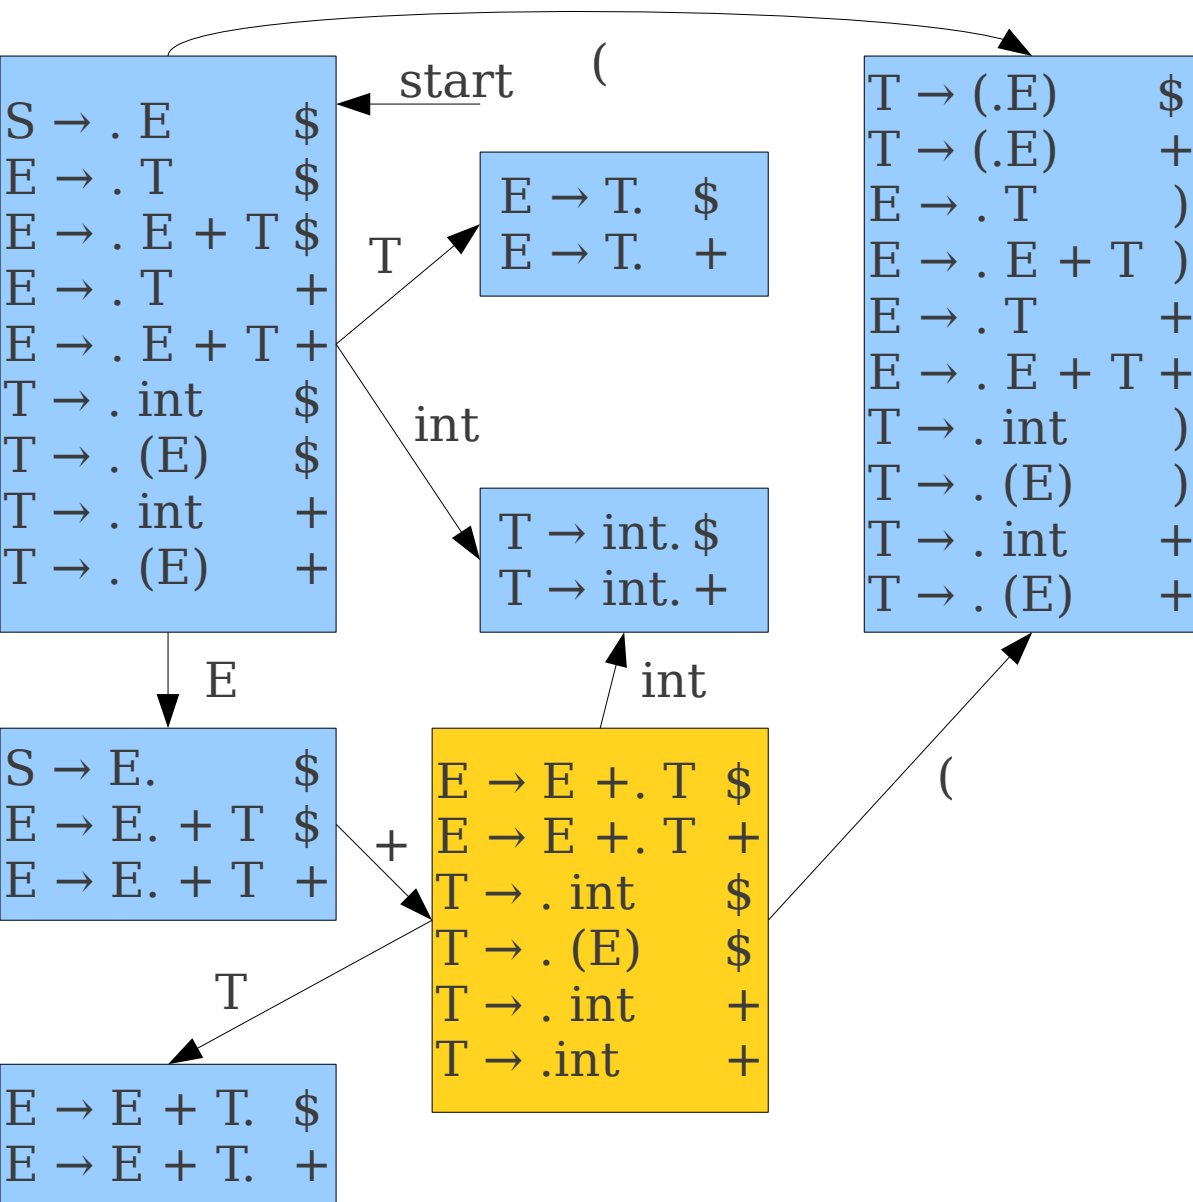 (
start
S → . E $
E → . T $
E → . E + T $
E → . T +
E → . E + T +
T → . int $
T → . (E) $
T → . int +
T → . (E) +
T
E → T. $
E → T. +
int
T → int. $
T → int. +
T → (.E) $
T → (.E) +
E → . T )
E → . E + T )
E → . T +
E → . E + T +
T → . int )
T → . (E) )
T → . int +
T → . (E) +
E
int
(
S → E. $
E → E. + T $
E → E. + T +
+
E → E +. T $
E → E +. T +
T → . int $
T → . (E) $
T → . int +
T → .int +
T
E → E + T. $
E → E + T. +